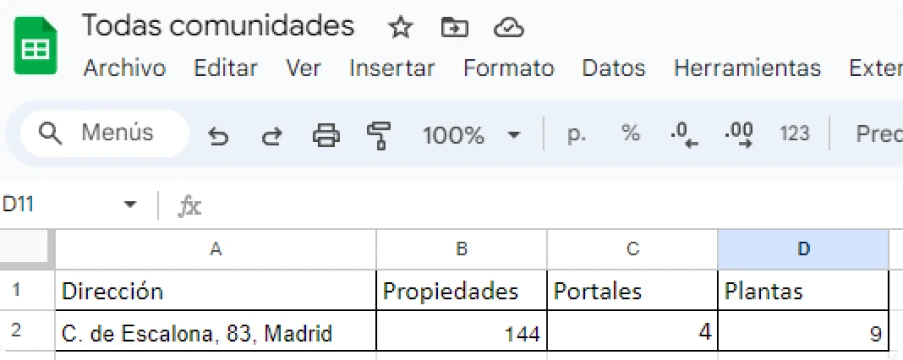 Todas comunidades
Archivo Editar Ver Insertar Formato Datos Herramientas Exter
Menús 100% p. % .0 .00 123 Prec
D11 fx
A B C D
1 Dirección Propiedades Portales Plantas
2 C. de Escalona, 83, Madrid 144 4 9